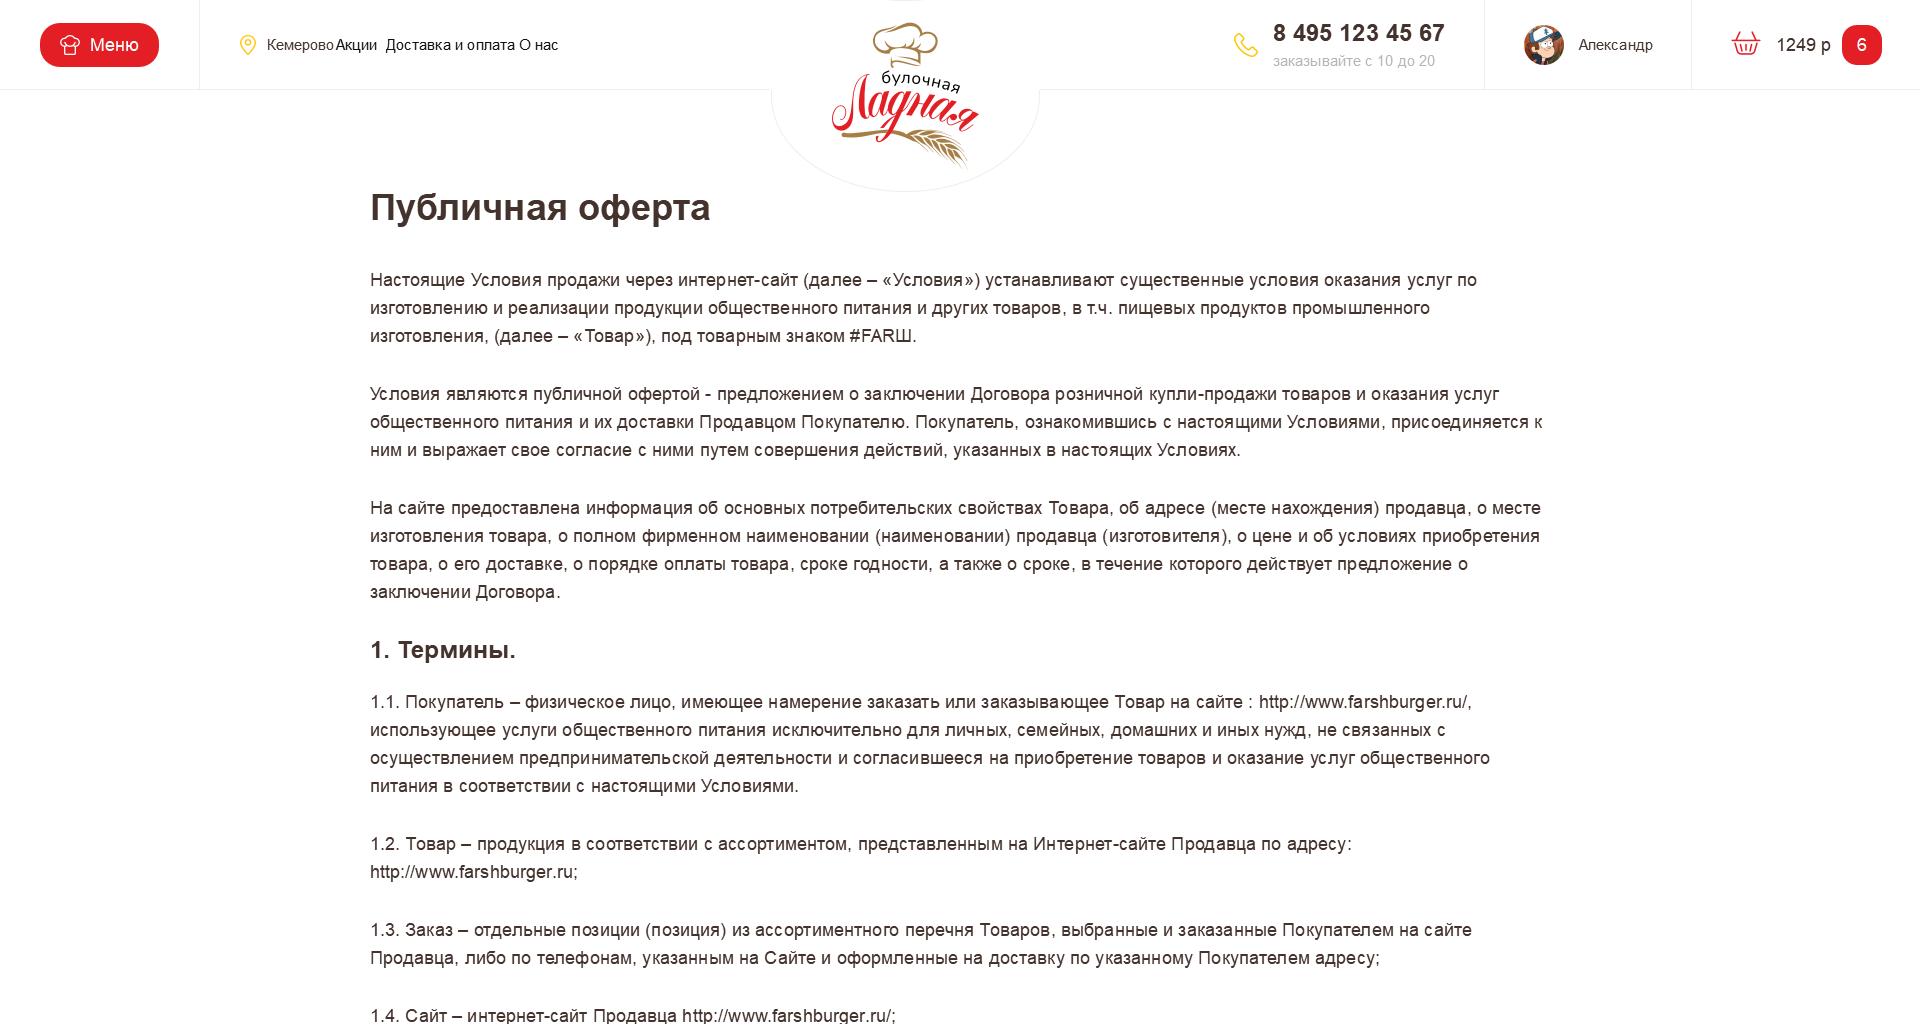 Меню
Кемерово Акции Доставка и оплата О нас
булочная
Ладная
8 495 123 45 67
заказывайте с 10 до 20
Александр
1249 р
6
Публичная оферта
Настоящие Условия продажи через интернет-сайт (далее – «Условия») устанавливают существенные условия оказания услуг по
изготовлению и реализации продукции общественного питания и других товаров, в т.ч. пищевых продуктов промышленного
изготовления, (далее – «Товар»), под товарным знаком #FARШ.
Условия являются публичной офертой - предложением о заключении Договора розничной купли-продажи товаров и оказания услуг
общественного питания и их доставки Продавцом Покупателю. Покупатель, ознакомившись с настоящими Условиями, присоединяется к
ним и выражает свое согласие с ними путем совершения действий, указанных в настоящих Условиях.
На сайте предоставлена информация об основных потребительских свойствах Товара, об адресе (месте нахождения) продавца, о месте
изготовления товара, о полном фирменном наименовании (наименовании) продавца (изготовителя), о цене и об условиях приобретения
товара, о его доставке, о порядке оплаты товара, сроке годности, а также о сроке, в течение которого действует предложение о
заключении Договора.
1. Термины.
1.1. Покупатель – физическое лицо, имеющее намерение заказать или заказывающее Товар на сайте : http://www.farshburger.ru/,
использующее услуги общественного питания исключительно для личных, семейных, домашних и иных нужд, не связанных с
осуществлением предпринимательской деятельности и согласившееся на приобретение товаров и оказание услуг общественного
питания в соответствии с настоящими Условиями.
1.2. Товар – продукция в соответствии с ассортиментом, представленным на Интернет-сайте Продавца по адресу:
http://www.farshburger.ru;
1.3. Заказ – отдельные позиции (позиция) из ассортиментного перечня Товаров, выбранные и заказанные Покупателем на сайте
Продавца, либо по телефонам, указанным на Сайте и оформленные на доставку по указанному Покупателем адресу;
1.4. Сайт – интернет-сайт Продавца http://www.farshburger.ru/;